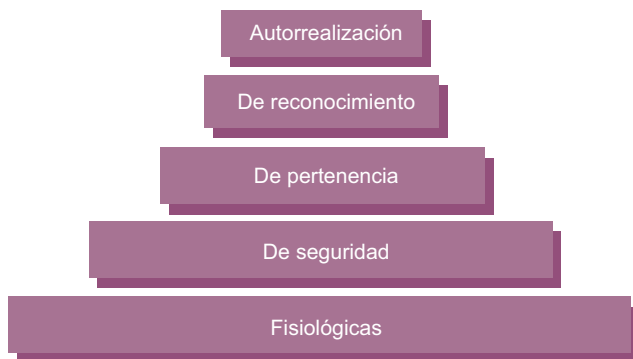 Autorrealización
De reconocimiento
De pertenencia
De seguridad
Fisiológicas